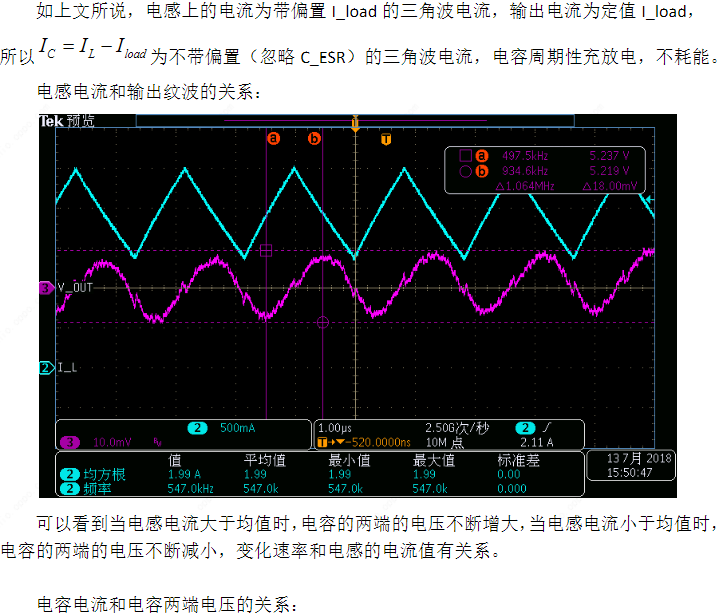 如上文所说，电感上的电流为带偏置 I_load 的三角波电流，输出电流为定值 I_load，
所以 I_C = I_L − I_load 为不带偏置（忽略 C_ESR）的三角波电流，电容周期性充放电，不耗能。
电感电流和输出纹波的关系：
Tek 预览
T
a b T
a 497.5kHz 5.237 V
b 934.6kHz 5.219 V
△1.064MHz △18.00mV
3 V_OUT
2 I_L
2 500mA
3 10.0mV
1.00μs 2.50G次/秒 2
T→▼−520.0000ns 10M 点 2.11 A
值 平均值 最小值 最大值 标准差
2 均方根 1.99 A 1.99 1.99 1.99 0.00
2 频率 547.0kHz 547.0k 547.0k 547.0k 0.000
13 7月 2018
15:50:47
可以看到当电感电流大于均值时，电容的两端的电压不断增大，当电感电流小于均值时，
电容的两端的电压不断减小，变化速率和电感的电流值有关系。
电容电流和电容两端电压的关系：